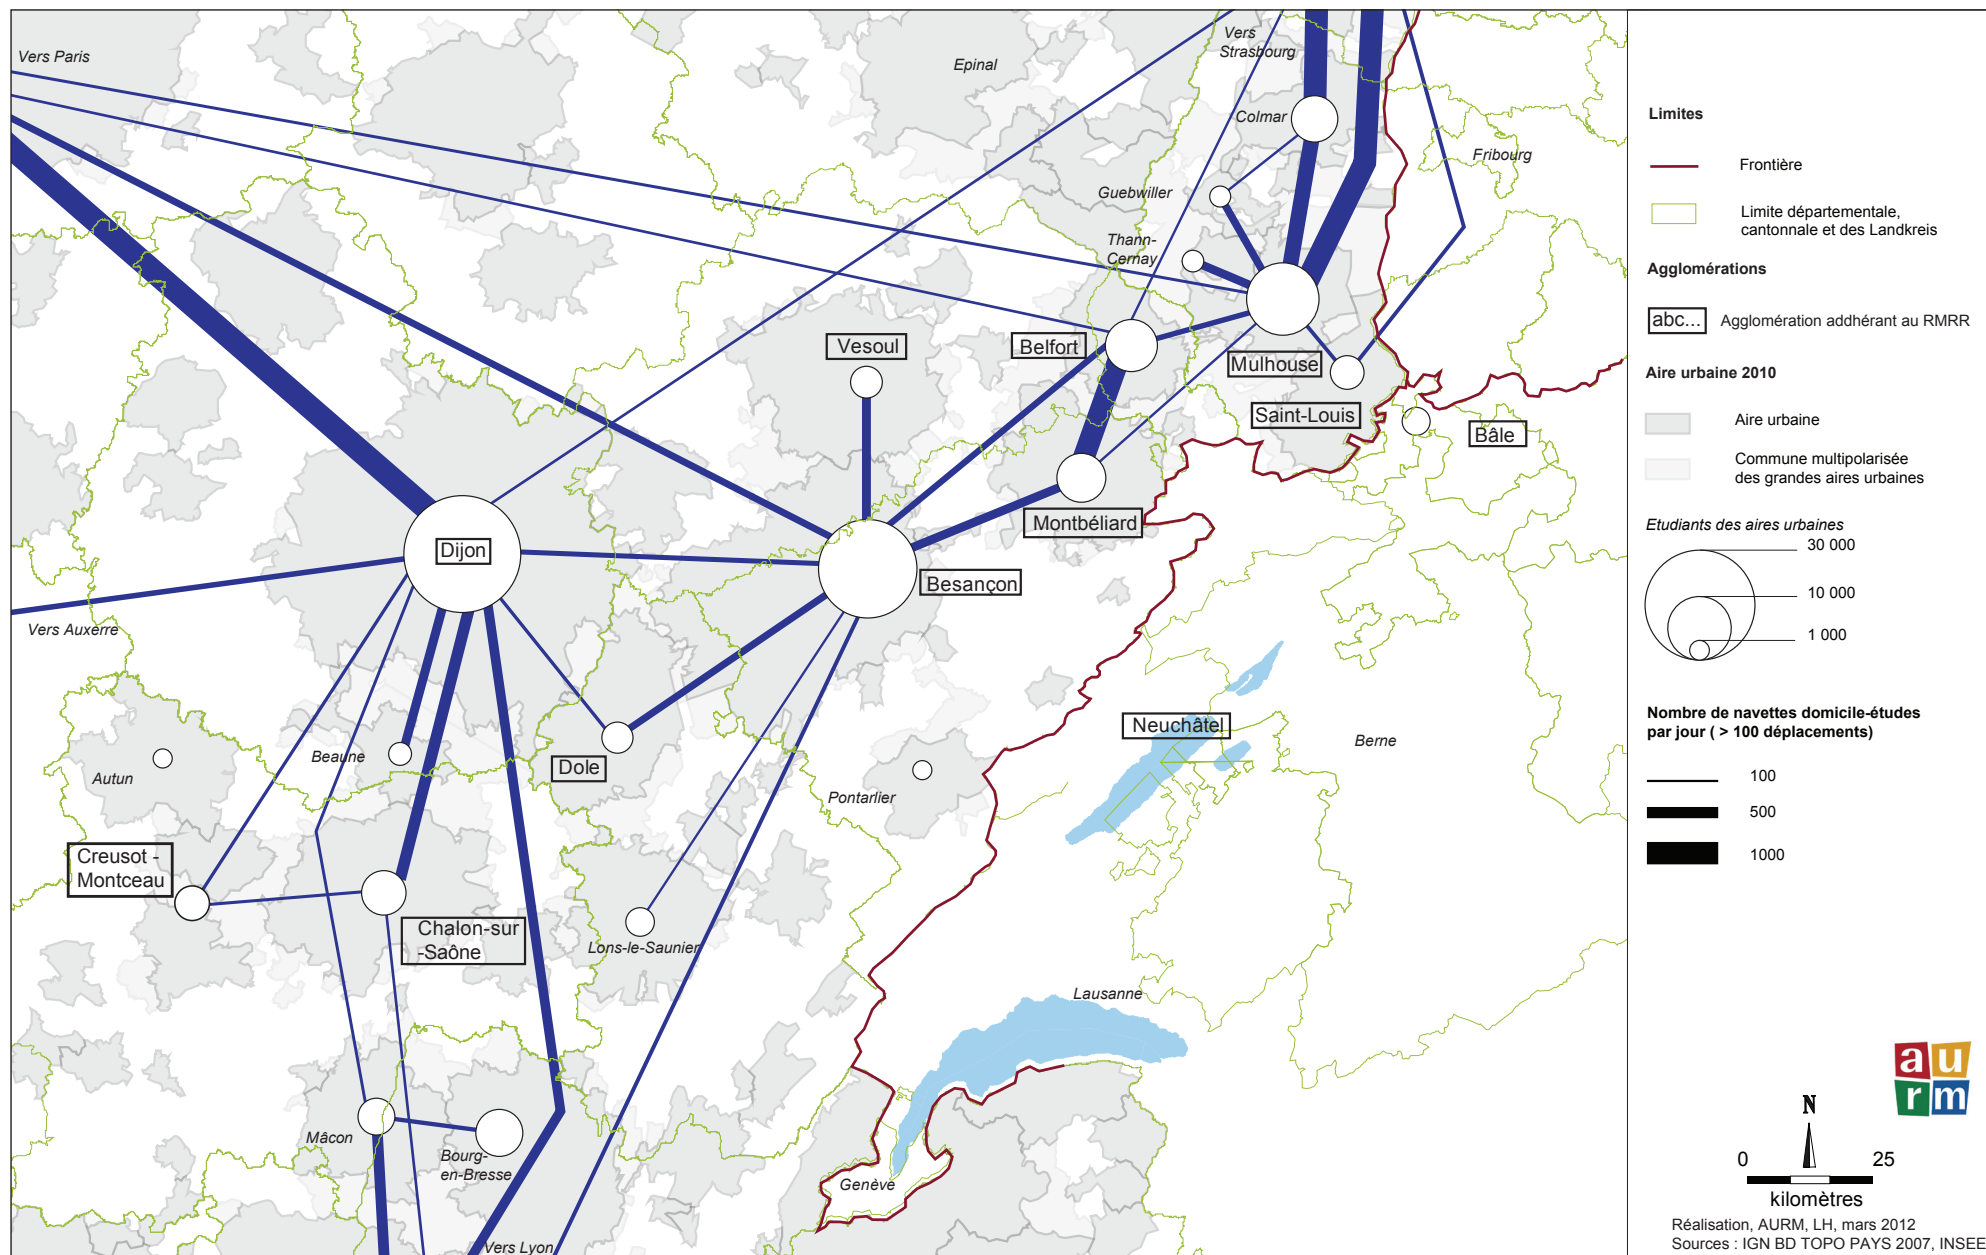 Vers Paris
Epinal
Vers
Strasbourg
Colmar
Fribourg
Guebwiller
Thann-
Cernay
Vesoul
Belfort
Mulhouse
Saint-Louis
Bâle
Montbéliard
Dijon
Besançon
Vers Auxerre
Neuchâtel
Berne
Beaune
Autun
Dole
Pontarlier
Creusot -
Montceau
Chalon-sur
-Saône
Lons-le-Saunier
Lausanne
Mâcon
Bourg-
en-Bresse
Genève
Vers Lyon
Limites
Frontière
Limite départementale,
cantonnale et des Landkreis
Agglomérations
abc... Agglomération addhérant au RMRR
Aire urbaine 2010
Aire urbaine
Commune multipolarisée
des grandes aires urbaines
Etudiants des aires urbaines
30 000
10 000
1 000
Nombre de navettes domicile-études
par jour ( > 100 déplacements)
100
500
1000
au
rm
N
0 25
kilomètres
Réalisation, AURM, LH, mars 2012
Sources : IGN BD TOPO PAYS 2007, INSEE